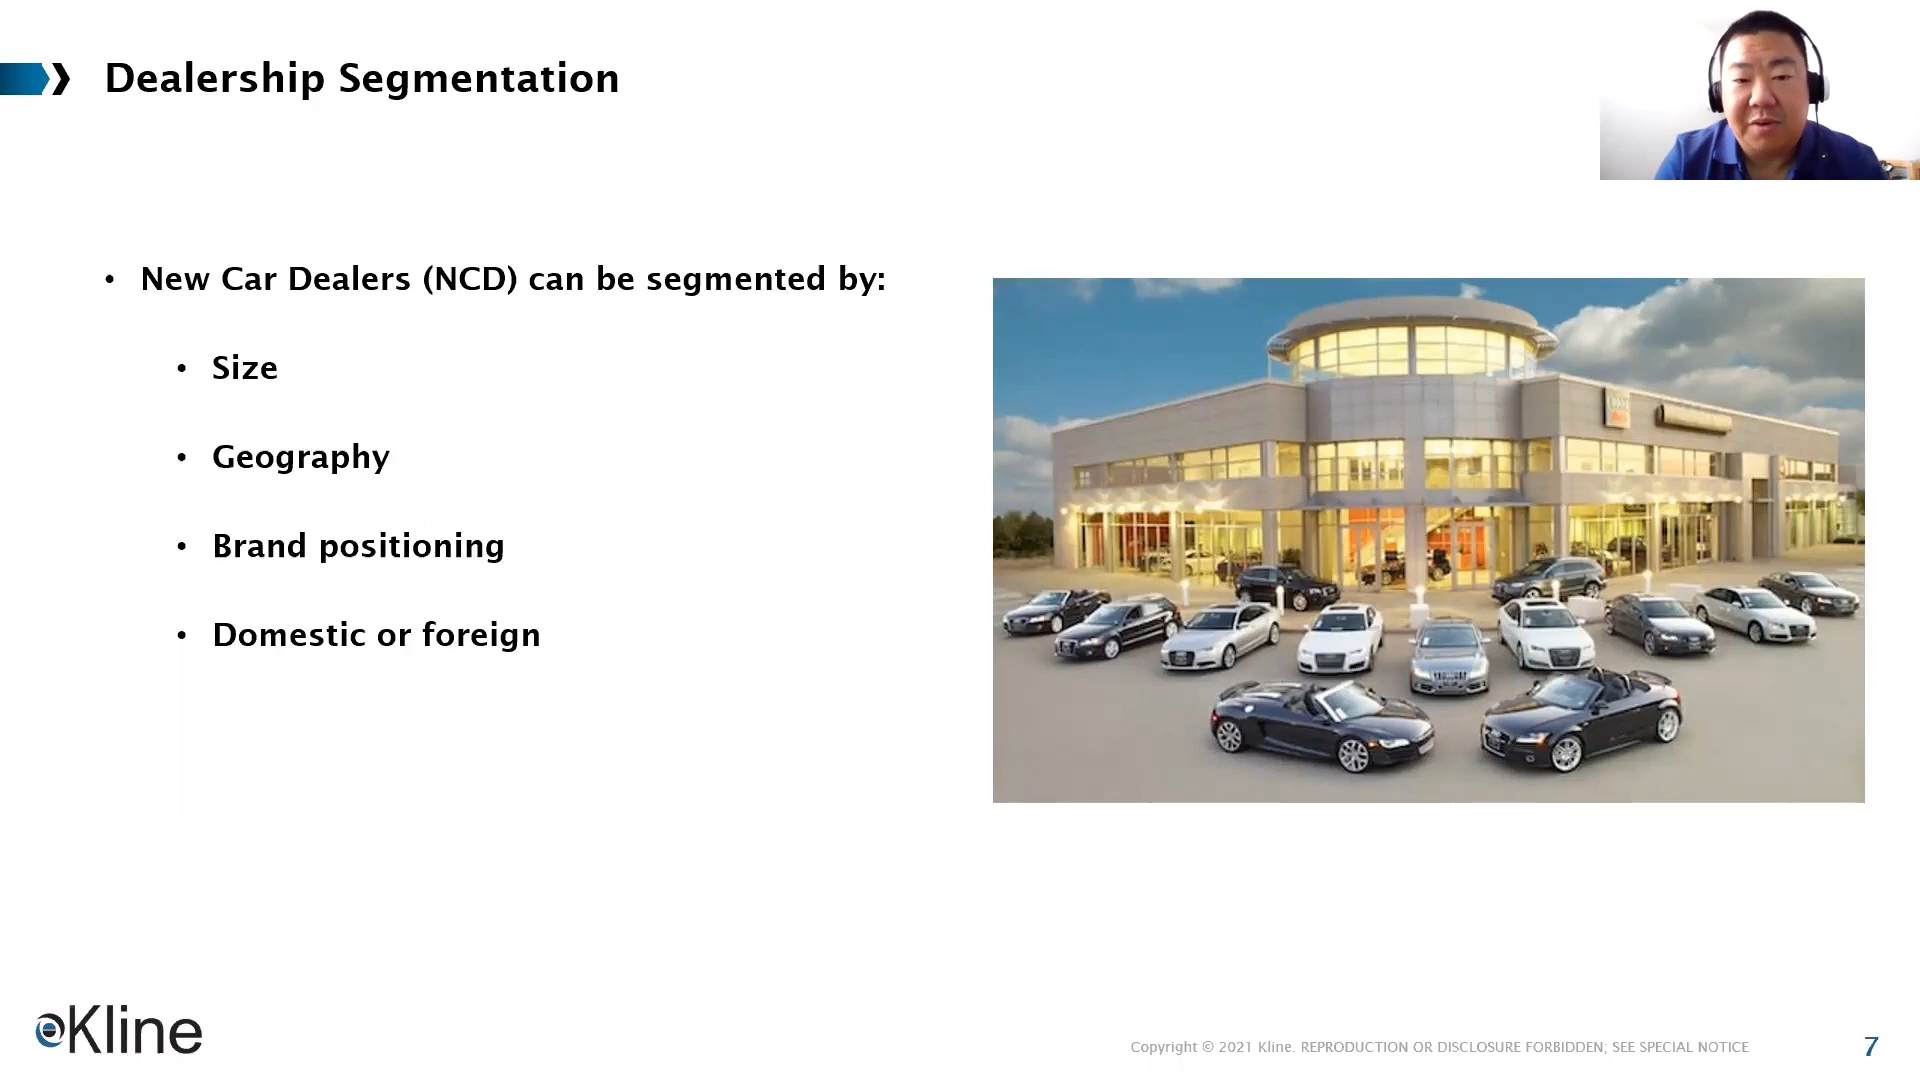 Dealership Segmentation
• New Car Dealers (NCD) can be segmented by:
• Size
• Geography
• Brand positioning
• Domestic or foreign
Kline
Copyright © 2021 Kline. REPRODUCTION OR DISCLOSURE FORBIDDEN; SEE SPECIAL NOTICE
7